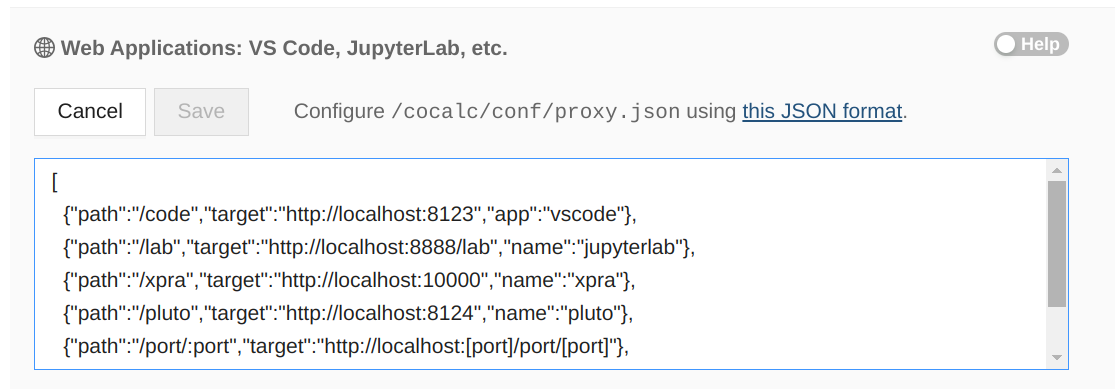 Web Applications: VS Code, JupyterLab, etc.
Help
Cancel
Save
Configure /cocalc/conf/proxy.json using this JSON format.
[
{"path":"/code","target":"http://localhost:8123","app":"vscode"},
{"path":"/lab","target":"http://localhost:8888/lab","name":"jupyterlab"},
{"path":"/xpra","target":"http://localhost:10000","name":"xpra"},
{"path":"/pluto","target":"http://localhost:8124","name":"pluto"},
{"path":"/port/:port","target":"http://localhost:[port]/port/[port]"},